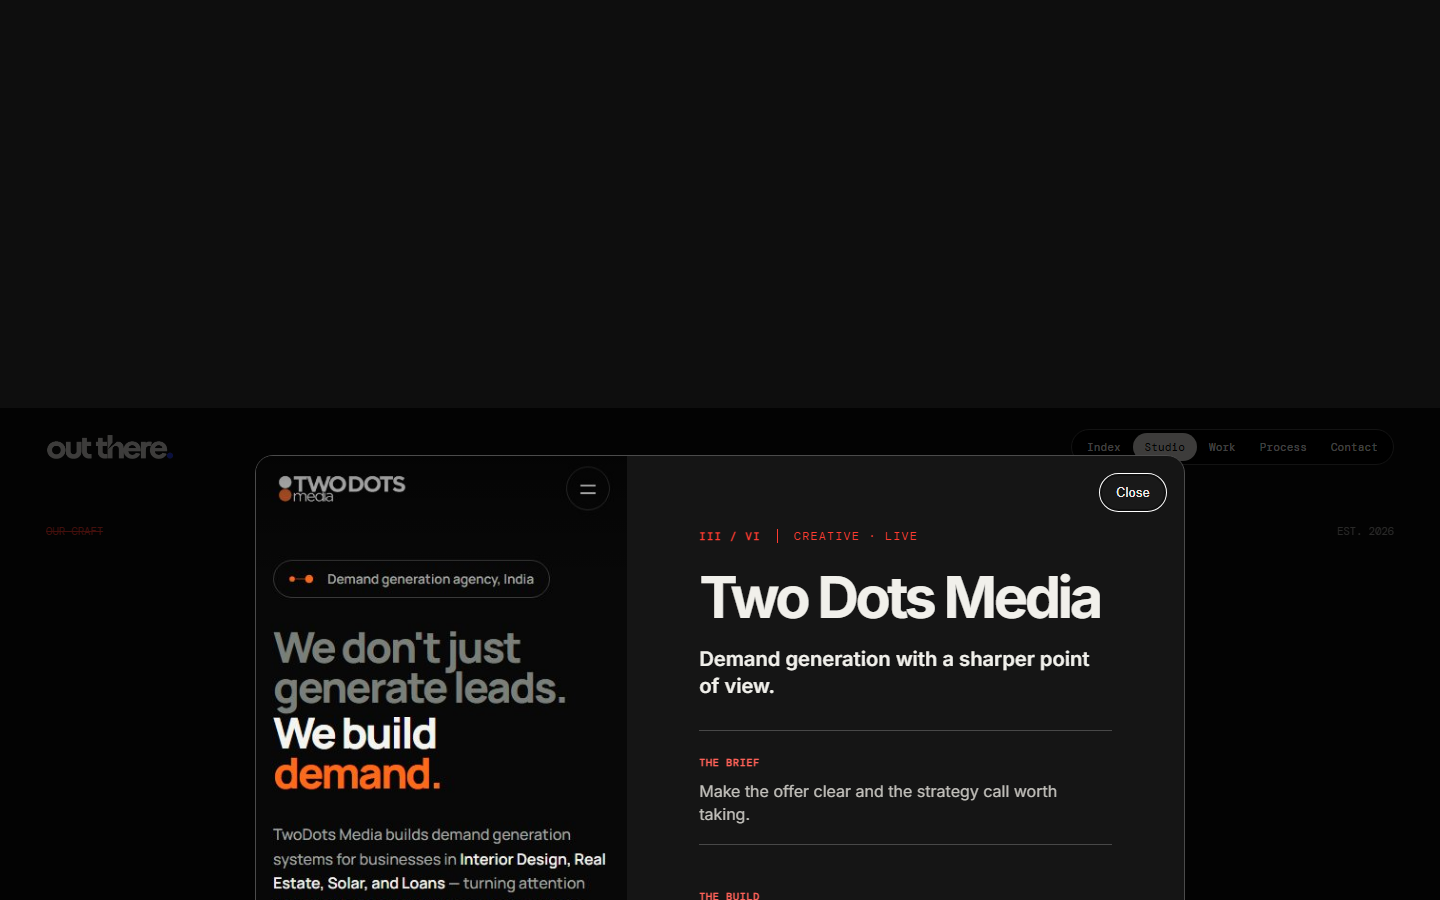 out there.
Index Studio Work Process Contact
OUR CRAFT
EST. 2026
TWO DOTS
media
Close
Demand generation agency, India
We don't just
generate leads.
We build
demand.
TwoDots Media builds demand generation
systems for businesses in Interior Design, Real
Estate, Solar, and Loans — turning attention
III / VI | CREATIVE · LIVE
Two Dots Media
Demand generation with a sharper point
of view.
THE BRIEF
Make the offer clear and the strategy call worth
taking.
THE BUILD